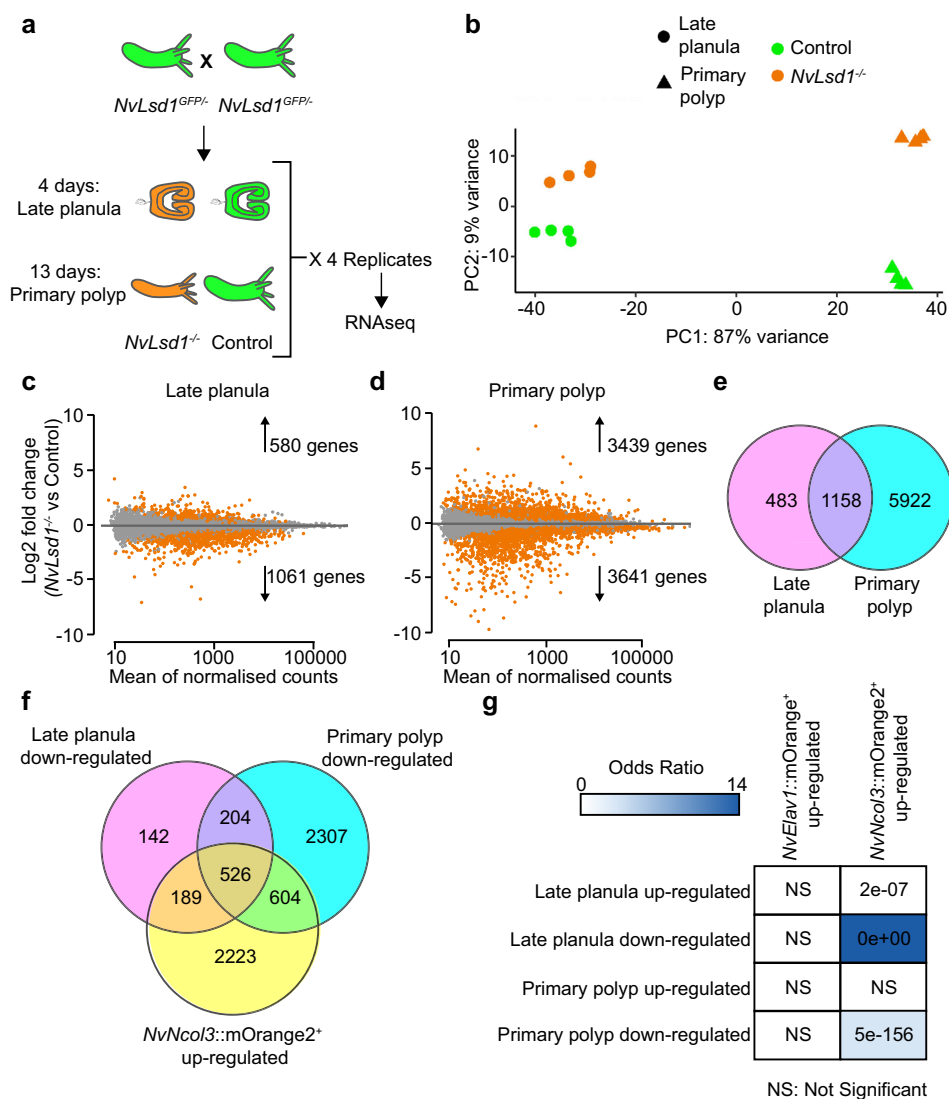 a
X
NvLsd1GFP/- NvLsd1GFP/-
4 days:
Late planula
13 days:
Primary polyp
NvLsd1-/- Control
X 4 Replicates
RNAseq
b
Late
planula
Primary
polyp
Control
NvLsd1-/-
PC2: 9% variance
10
0
-10
-40 -20 0 20 40
PC1: 87% variance
c
Late planula
Log2 fold change
(NvLsd1-/- vs Control)
10
5
0
-5
-10
580 genes
1061 genes
10 1000 100000
Mean of normalised counts
d
Primary polyp
10
5
0
-5
-10
3439 genes
3641 genes
10 1000 100000
Mean of normalised counts
e
483 1158 5922
Late
planula
Primary
polyp
f
Late planula
down-regulated
Primary polyp
down-regulated
142 204 2307
526
189 604
2223
NvNcol3::mOrange2+
up-regulated
g
Odds Ratio
0 14
NvElav1::mOrange+
up-regulated
NvNcol3::mOrange2+
up-regulated
Late planula up-regulated NS 2e-07
Late planula down-regulated NS 0e+00
Primary polyp up-regulated NS NS
Primary polyp down-regulated NS 5e-156
NS: Not Significant